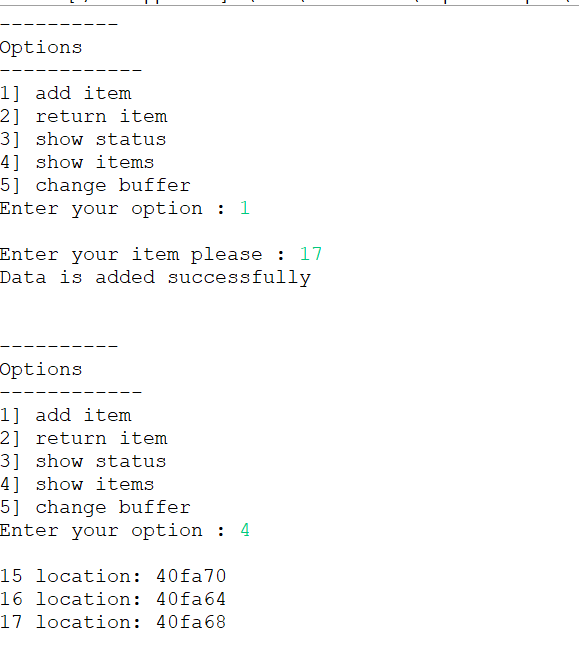 ----------
Options
------------
1] add item
2] return item
3] show status
4] show items
5] change buffer
Enter your option : 1
Enter your item please : 17
Data is added successfully
----------
Options
------------
1] add item
2] return item
3] show status
4] show items
5] change buffer
Enter your option : 4
15 location: 40fa70
16 location: 40fa64
17 location: 40fa68